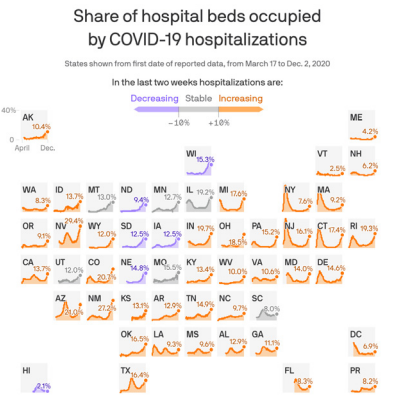 Share of hospital beds occupied
by COVID-19 hospitalizations
States shown from first date of reported data, from March 17 to Dec. 2, 2020
In the last two weeks hospitalizations are:
Decreasing Stable Increasing
−10% +10%
40%
0
April Dec.
AK 10.4%
ME 4.2%
WI 15.3%
VT 2.5%
NH 6.2%
WA 8.3%
ID 13.7%
MT 13.0%
ND 9.4%
MN 12.7%
IL 19.2%
MI 17.6%
NY 7.6%
MA 9.2%
OR 9.1%
NV 29.4%
WY 12.0%
SD 12.5%
IA 12.5%
IN 19.7%
OH 18.5%
PA 15.2%
NJ 16.1%
CT 17.4%
RI 19.3%
CA 13.7%
UT 12.0%
CO 20.7%
NE 14.8%
MO 15.5%
KY 13.4%
WV 10.0%
VA 10.6%
MD 14.0%
DE 14.6%
AZ 21.0%
NM 27.2%
KS 13.1%
AR 12.9%
TN 14.9%
NC 9.7%
SC 8.0%
OK 16.5%
LA 9.3%
MS 9.6%
AL 12.9%
GA 11.1%
DC 6.9%
HI 2.1%
TX 16.4%
FL 8.3%
PR 8.2%